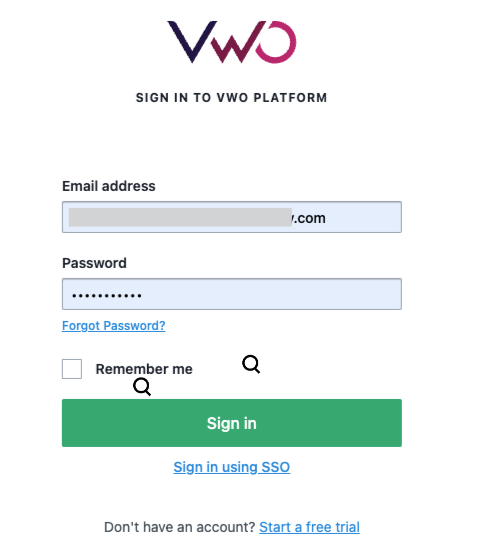 VWO
SIGN IN TO VWO PLATFORM
Email address
.com
Password
Forgot Password?
Remember me
Sign in
Sign in using SSO
Don't have an account? Start a free trial